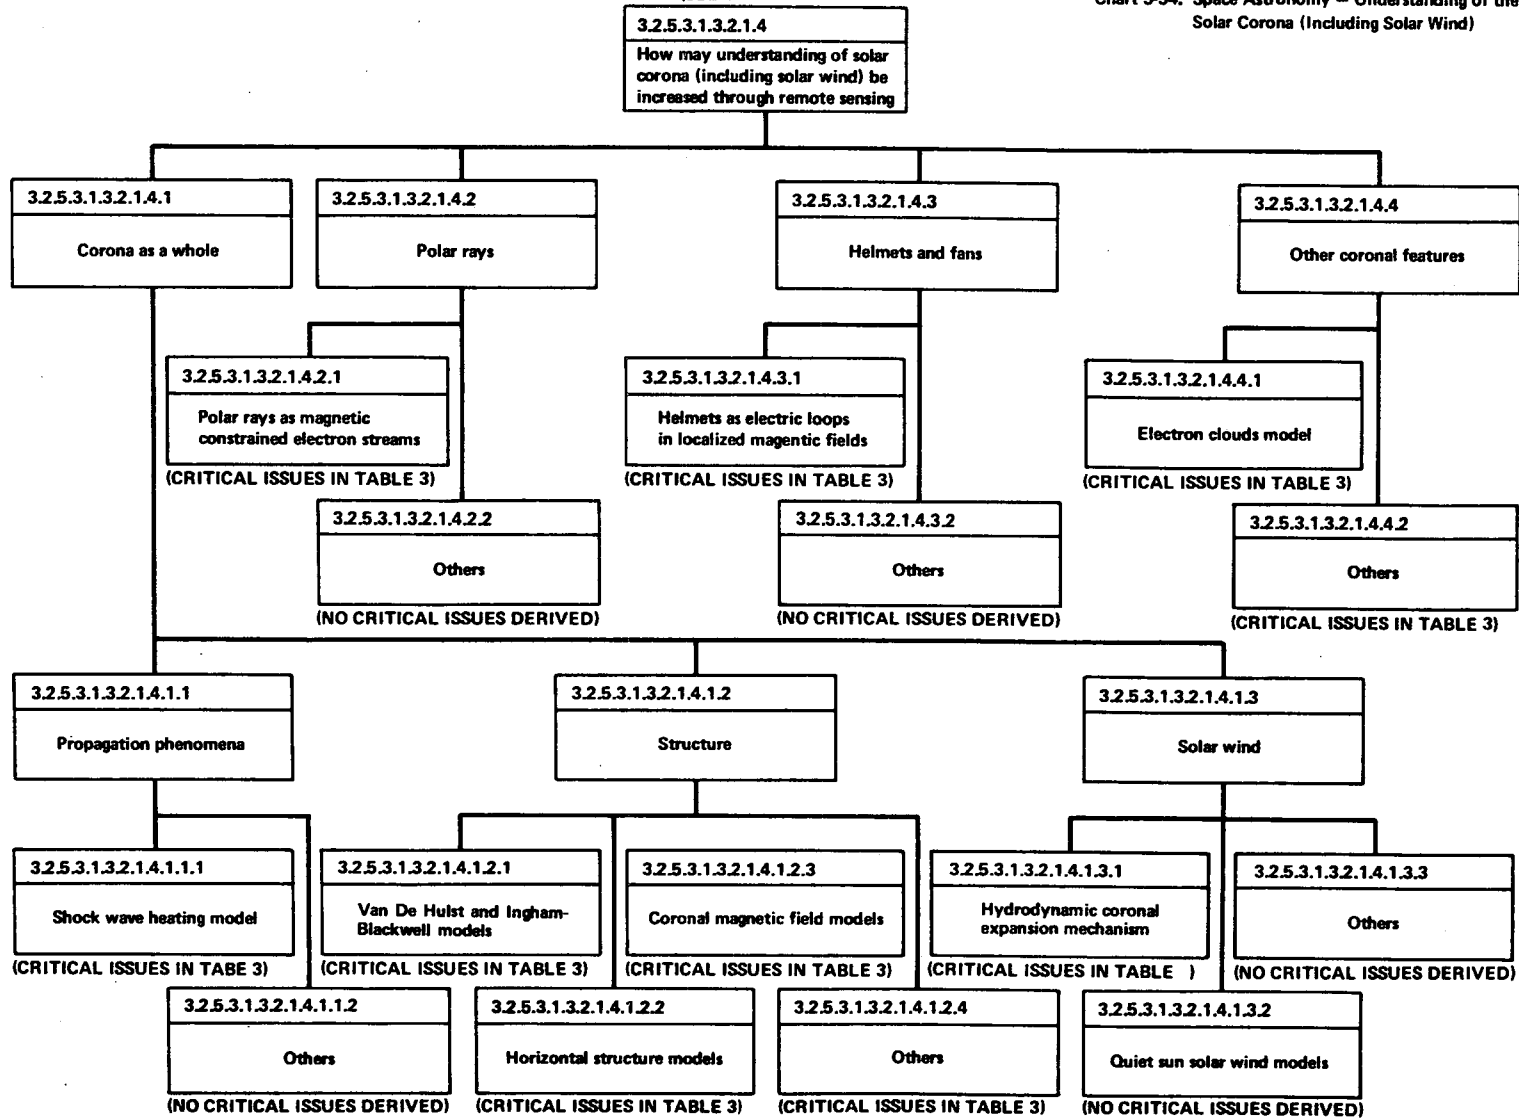 Chart 5-54. Space Astronomy — Understanding of the
Solar Corona (Including Solar Wind)
3.2.5.3.1.3.2.1.4
How may understanding of solar
corona (including solar wind) be
increased through remote sensing
3.2.5.3.1.3.2.1.4.1
Corona as a whole
3.2.5.3.1.3.2.1.4.2
Polar rays
3.2.5.3.1.3.2.1.4.3
Helmets and fans
3.2.5.3.1.3.2.1.4.4
Other coronal features
3.2.5.3.1.3.2.1.4.2.1
Polar rays as magnetic
constrained electron streams
(CRITICAL ISSUES IN TABLE 3)
3.2.5.3.1.3.2.1.4.3.1
Helmets as electric loops
in localized magentic fields
(CRITICAL ISSUES IN TABLE 3)
3.2.5.3.1.3.2.1.4.4.1
Electron clouds model
(CRITICAL ISSUES IN TABLE 3)
3.2.5.3.1.3.2.1.4.2.2
Others
(NO CRITICAL ISSUES DERIVED)
3.2.5.3.1.3.2.1.4.3.2
Others
(NO CRITICAL ISSUES DERIVED)
3.2.5.3.1.3.2.1.4.4.2
Others
(CRITICAL ISSUES IN TABLE 3)
3.2.5.3.1.3.2.1.4.1.1
Propagation phenomena
3.2.5.3.1.3.2.1.4.1.2
Structure
3.2.5.3.1.3.2.1.4.1.3
Solar wind
3.2.5.3.1.3.2.1.4.1.1.1
Shock wave heating model
(CRITICAL ISSUES IN TABE 3)
3.2.5.3.1.3.2.1.4.1.2.1
Van De Hulst and Ingham-
Blackwell models
(CRITICAL ISSUES IN TABLE 3)
3.2.5.3.1.3.2.1.4.1.2.3
Coronal magnetic field models
(CRITICAL ISSUES IN TABLE 3)
3.2.5.3.1.3.2.1.4.1.3.1
Hydrodynamic coronal
expansion mechanism
(CRITICAL ISSUES IN TABLE )
3.2.5.3.1.3.2.1.4.1.3.3
Others
(NO CRITICAL ISSUES DERIVED)
3.2.5.3.1.3.2.1.4.1.1.2
Others
(NO CRITICAL ISSUES DERIVED)
3.2.5.3.1.3.2.1.4.1.2.2
Horizontal structure models
(CRITICAL ISSUES IN TABLE 3)
3.2.5.3.1.3.2.1.4.1.2.4
Others
(CRITICAL ISSUES IN TABLE 3)
3.2.5.3.1.3.2.1.4.1.3.2
Quiet sun solar wind models
(NO CRITICAL ISSUES DERIVED)